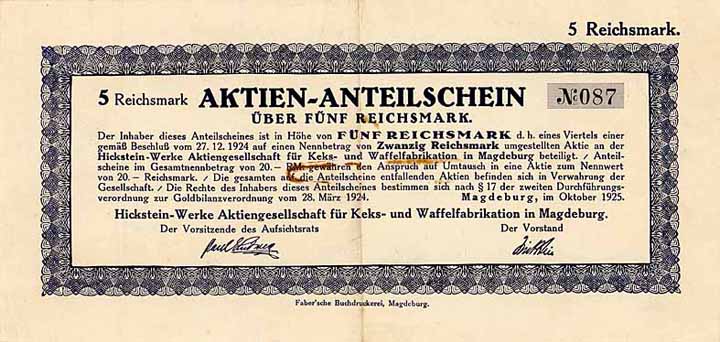 5 Reichsmark.
5 Reichsmark AKTIEN-ANTEILSCHEIN № 087
ÜBER FÜNF REICHSMARK.
Der Inhaber dieses Anteilscheines ist in Höhe von FÜNF REICHSMARK d. h. eines Viertels einer
gemäß Beschluß vom 27. 12. 1924 auf einen Nennbetrag von Zwanzig Reichsmark umgestellten Aktie an der
Hickstein-Werke Aktiengesellschaft für Keks- und Waffelfabrikation in Magdeburg beteiligt. / Anteil-
scheine im Gesamtnennbetrag von 20.— RM. gewähren den Anspruch auf Umtausch in eine Aktie zum Nennwert
von 20.— Reichsmark. / Die gesamten auf die Anteilscheine entfallenden Aktien befinden sich in Verwahrung der
Gesellschaft. / Die Rechte des Inhabers dieses Anteilscheines bestimmen sich nach § 17 der zweiten Durchführungs-
verordnung zur Goldbilanzverordnung vom 28. März 1924. Magdeburg, im Oktober 1925.
Hickstein-Werke Aktiengesellschaft für Keks- und Waffelfabrikation in Magdeburg.
Der Vorsitzende des Aufsichtsrats Der Vorstand
Faber'sche Buchdruckerei, Magdeburg.